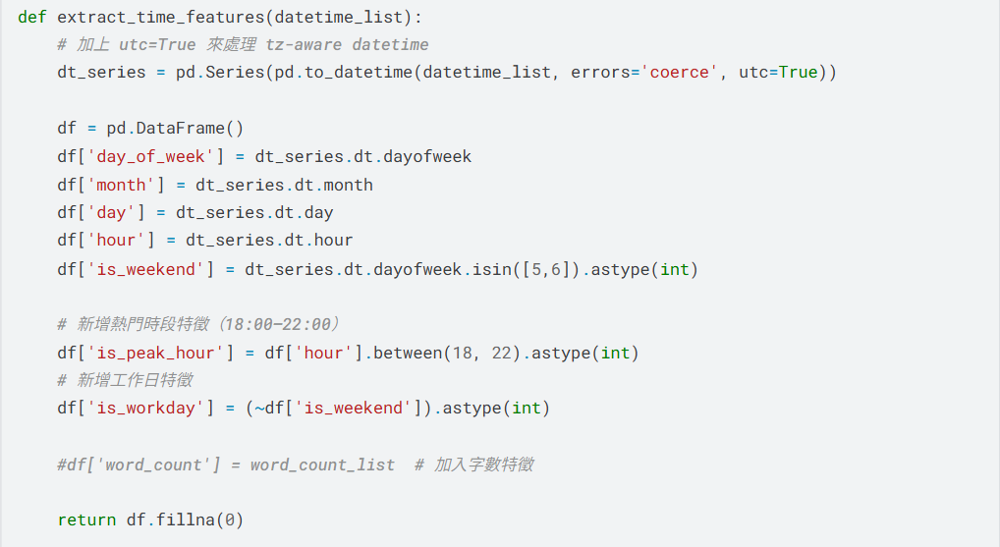 def extract_time_features(datetime_list):
    # 加上 utc=True 來處理 tz-aware datetime
    dt_series = pd.Series(pd.to_datetime(datetime_list, errors='coerce', utc=True))
    df = pd.DataFrame()
    df['day_of_week'] = dt_series.dt.dayofweek
    df['month'] = dt_series.dt.month
    df['day'] = dt_series.dt.day
    df['hour'] = dt_series.dt.hour
    df['is_weekend'] = dt_series.dt.dayofweek.isin([5,6]).astype(int)
    # 新增熱門時段特徵（18:00–22:00）
    df['is_peak_hour'] = df['hour'].between(18, 22).astype(int)
    # 新增工作日特徵
    df['is_workday'] = (~df['is_weekend']).astype(int)
    #df['word_count'] = word_count_list  # 加入字數特徵
    return df.fillna(0)